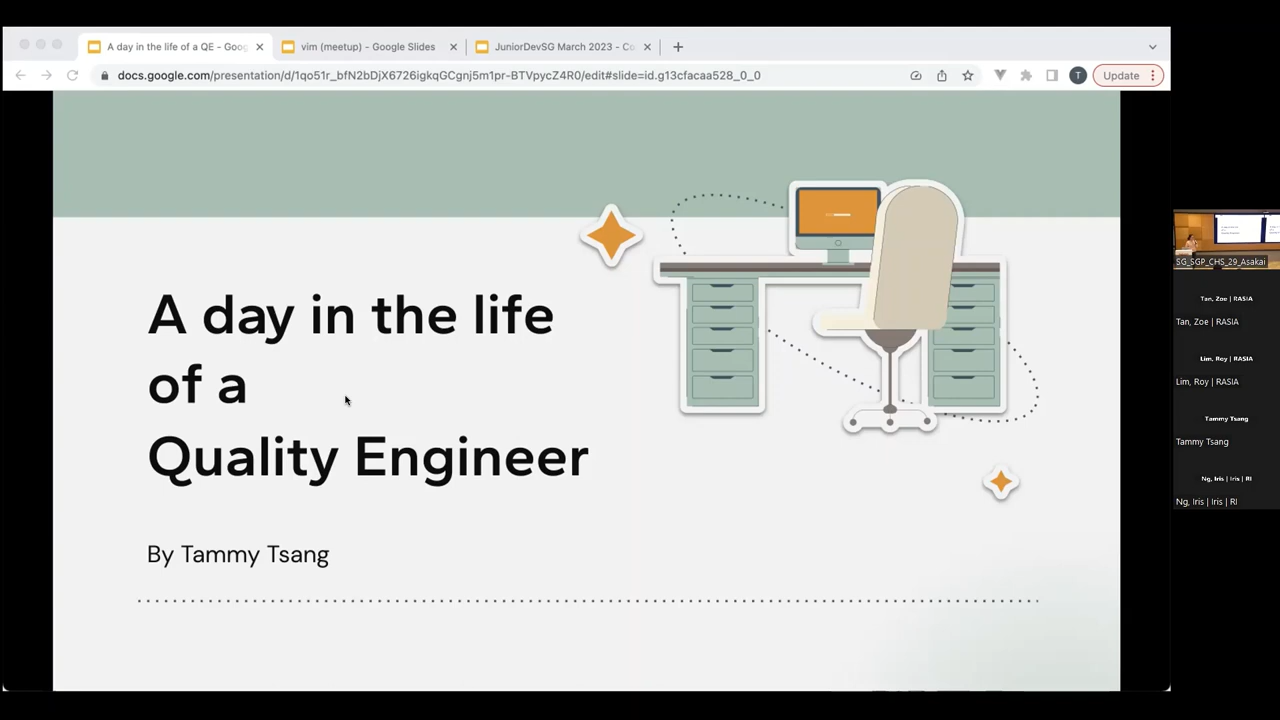 A day in the life of a QE - Goog
vim (meetup) - Google Slides
JuniorDevSG March 2023 - Co
docs.google.com/presentation/d/1qo51r_bfN2bDjX6726igkqGCgnj5m1pr-BTVpycZ4R0/edit#slide=id.g13cfacaa528_0_0
T
Update
A day in the life
of a
Quality Engineer
By Tammy Tsang
SG_SGP_CHS_29_Asakai
Tan, Zoe | RASIA
Tan, Zoe | RASIA
Lim, Roy | RASIA
Lim, Roy | RASIA
Tammy Tsang
Tammy Tsang
Ng, Iris | Iris | RI
Ng, Iris | Iris | RI